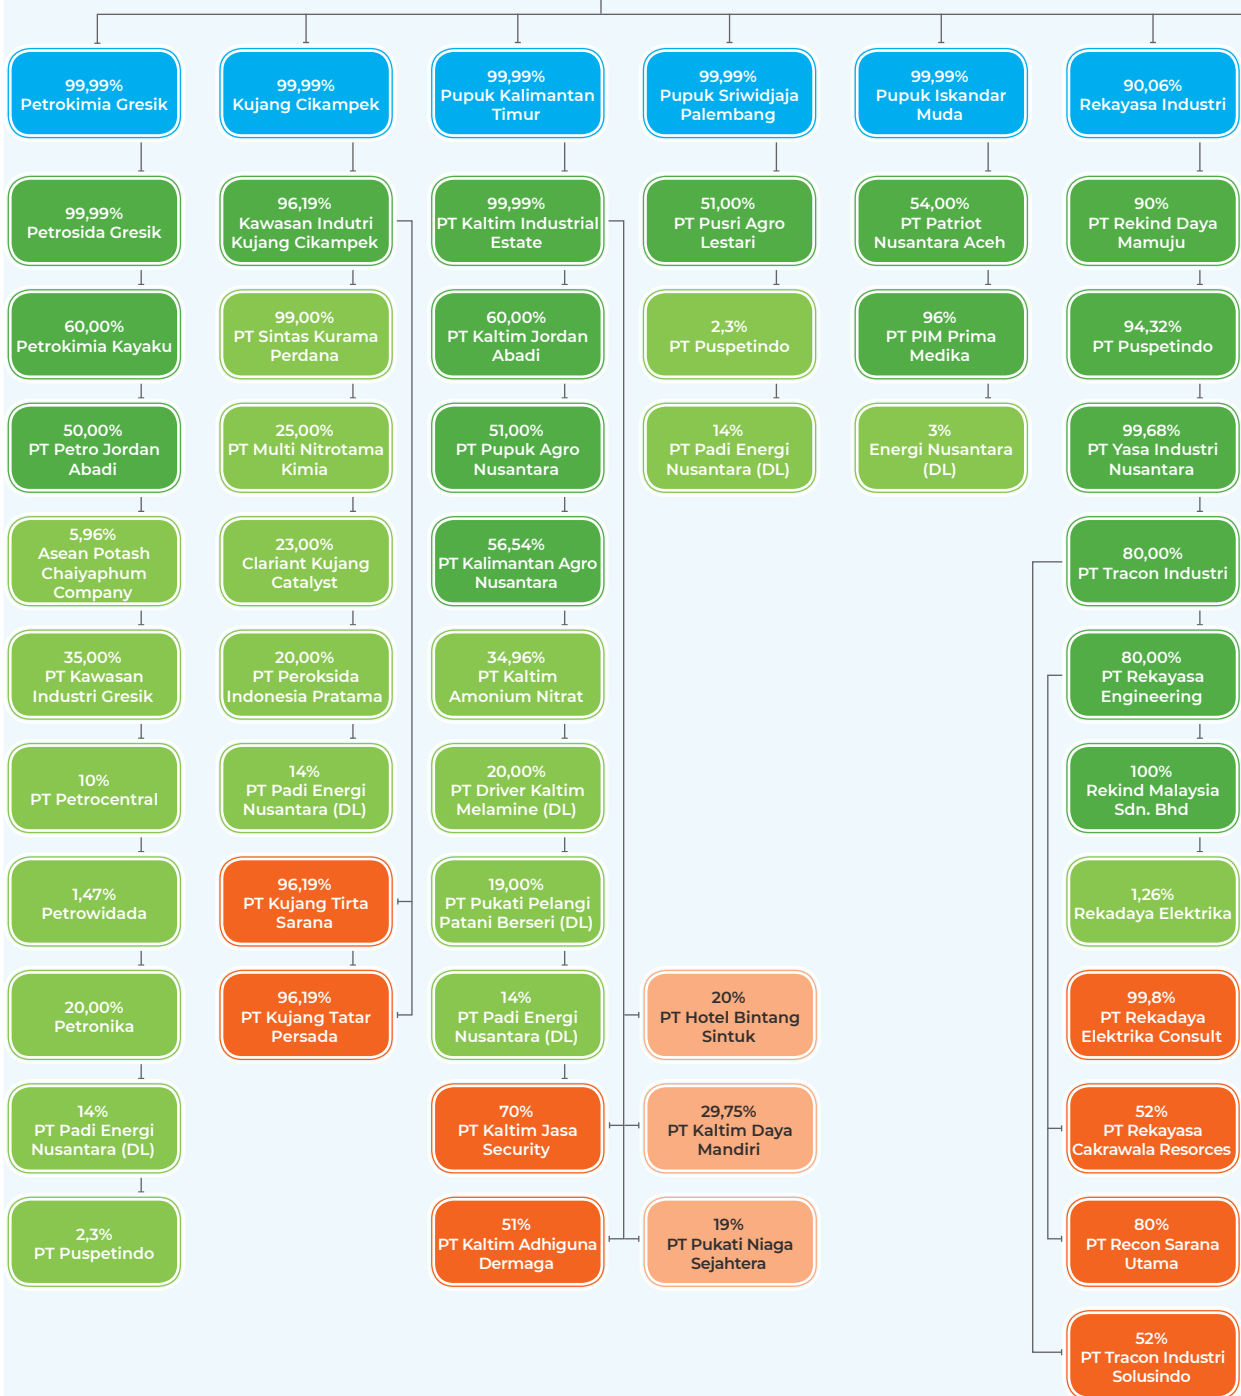 99,99%
Petrokimia Gresik
99,99%
Kujang Cikampek
99,99%
Pupuk Kalimantan
Timur
99,99%
Pupuk Sriwidjaja
Palembang
99,99%
Pupuk Iskandar
Muda
90,06%
Rekayasa Industri
99,99%
Petrosida Gresik
96,19%
Kawasan Indutri
Kujang Cikampek
99,99%
PT Kaltim Industrial
Estate
51,00%
PT Pusri Agro
Lestari
54,00%
PT Patriot
Nusantara Aceh
90%
PT Rekind Daya
Mamuju
60,00%
Petrokimia Kayaku
99,00%
PT Sintas Kurama
Perdana
60,00%
PT Kaltim Jordan
Abadi
2,3%
PT Puspetindo
96%
PT PIM Prima
Medika
94,32%
PT Puspetindo
50,00%
PT Petro Jordan
Abadi
25,00%
PT Multi Nitrotama
Kimia
51,00%
PT Pupuk Agro
Nusantara
14%
PT Padi Energi
Nusantara (DL)
3%
Energi Nusantara
(DL)
99,68%
PT Yasa Industri
Nusantara
5,96%
Asean Potash
Chaiyaphum
Company
23,00%
Clariant Kujang
Catalyst
56,54%
PT Kalimantan Agro
Nusantara
80,00%
PT Tracon Industri
35,00%
PT Kawasan
Industri Gresik
20,00%
PT Peroksida
Indonesia Pratama
34,96%
PT Kaltim
Amonium Nitrat
80,00%
PT Rekayasa
Engineering
10%
PT Petrocentral
14%
PT Padi Energi
Nusantara (DL)
20,00%
PT Driver Kaltim
Melamine (DL)
100%
Rekind Malaysia
Sdn. Bhd
1,47%
Petrowidada
96,19%
PT Kujang Tirta
Sarana
19,00%
PT Pukati Pelangi
Patani Berseri (DL)
1,26%
Rekadaya Elektrika
20,00%
Petronika
96,19%
PT Kujang Tatar
Persada
14%
PT Padi Energi
Nusantara (DL)
20%
PT Hotel Bintang
Sintuk
99,8%
PT Rekadaya
Elektrika Consult
14%
PT Padi Energi
Nusantara (DL)
70%
PT Kaltim Jasa
Security
29,75%
PT Kaltim Daya
Mandiri
52%
PT Rekayasa
Cakrawala Resorces
2,3%
PT Puspetindo
51%
PT Kaltim Adhiguna
Dermaga
19%
PT Pukati Niaga
Sejahtera
80%
PT Recon Sarana
Utama
52%
PT Tracon Industri
Solusindo